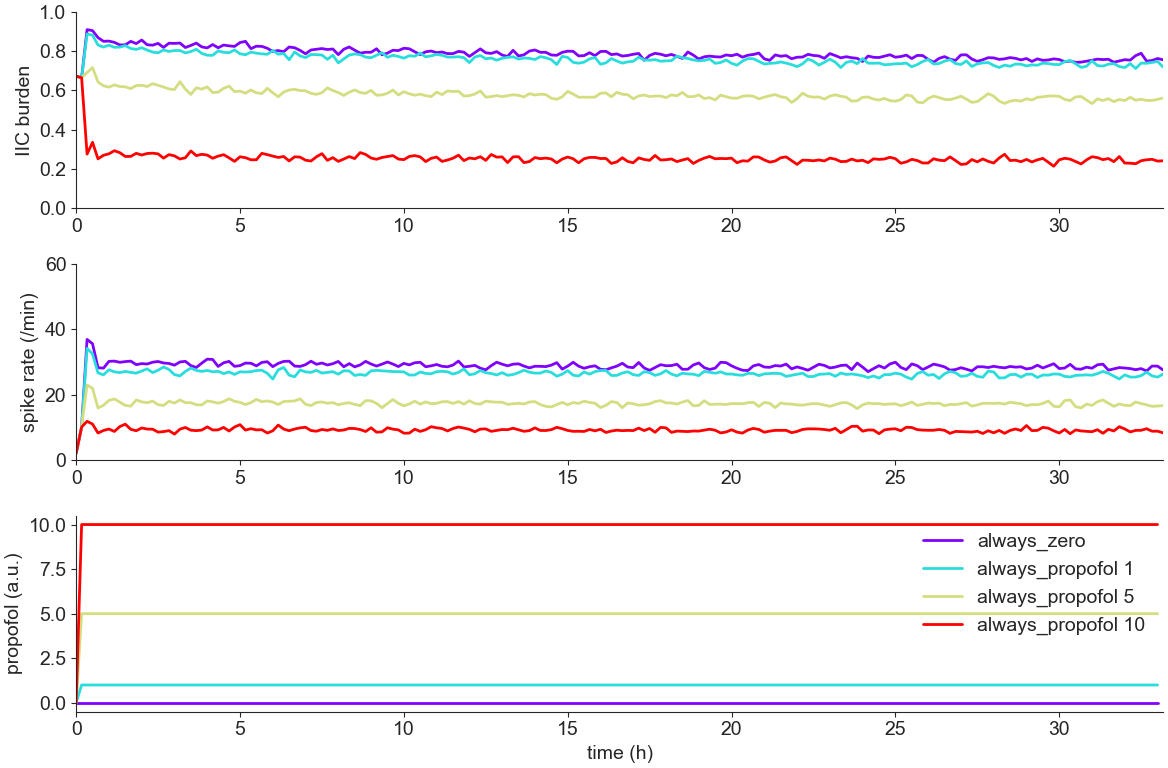 IIC burden
1.0
0.8
0.6
0.4
0.2
0.0
0 5 10 15 20 25 30
spike rate (/min)
60
40
20
0
0 5 10 15 20 25 30
propofol (a.u.)
10.0
7.5
5.0
2.5
0.0
always_zero
always_propofol 1
always_propofol 5
always_propofol 10
0 5 10 15 20 25 30
time (h)